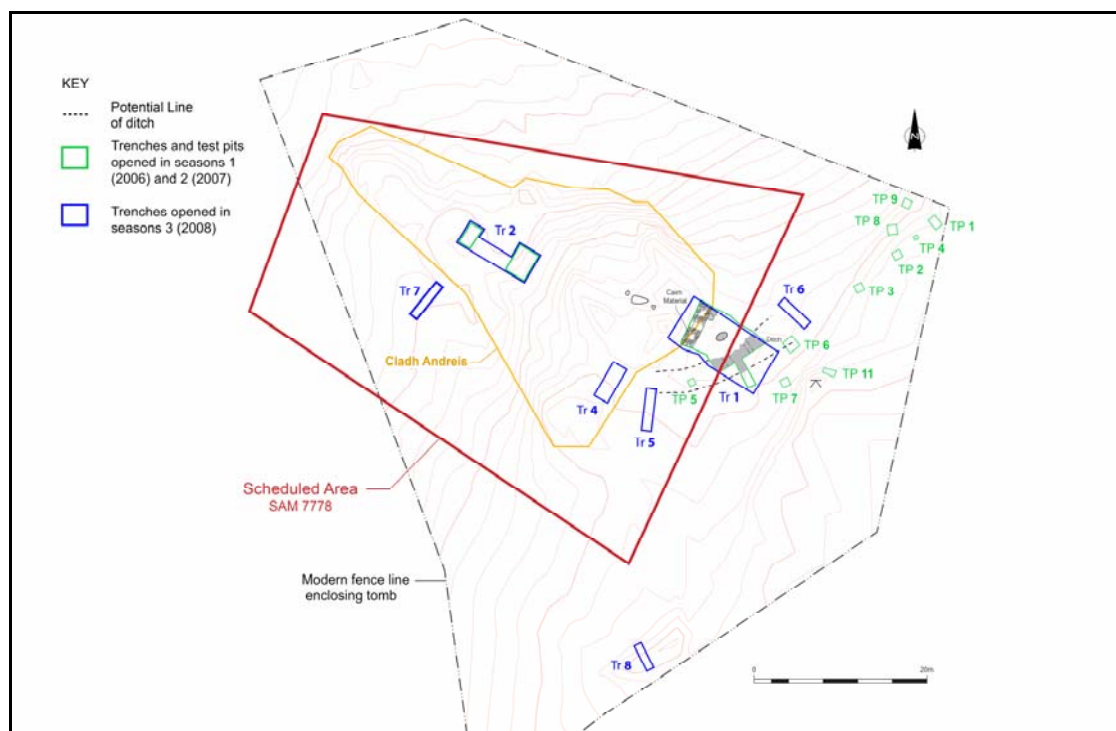 KEY
Potential Line
of ditch
Trenches and test pits
opened in seasons 1
(2006) and 2 (2007)
Trenches opened in
seasons 3 (2008)
N
TP 9
TP 8
TP 1
TP 4
TP 2
TP 3
Tr 2
Tr 7
Tr 6
Cairn
Material
Ditch
TP 6
Cladh Andreis
TP 11
Tr 4
TP 5
Tr 1
TP 7
Tr 5
Scheduled Area
SAM 7778
Modern fence line
enclosing tomb
Tr 8
0
20m